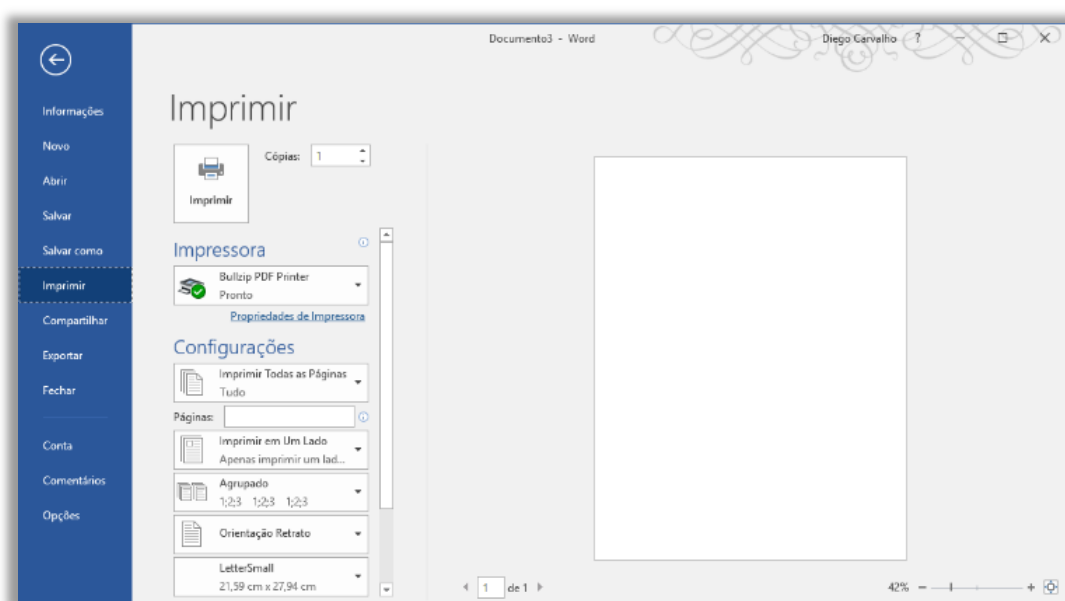 Documento3 - Word
Diego Carvalho ?
Informações
Novo
Abrir
Salvar
Salvar como
Imprimir
Compartilhar
Exportar
Fechar
Conta
Comentários
Opções
Imprimir
Imprimir
Cópias: 1
Impressora
Bullzip PDF Printer
Pronto
Propriedades de Impressora
Configurações
Imprimir Todas as Páginas
Tudo
Páginas:
Imprimir em Um Lado
Apenas imprimir um lad...
Agrupado
1;2;3 1;2;3 1;2;3
Orientação Retrato
LetterSmall
21,59 cm x 27,94 cm
1 de 1
42%